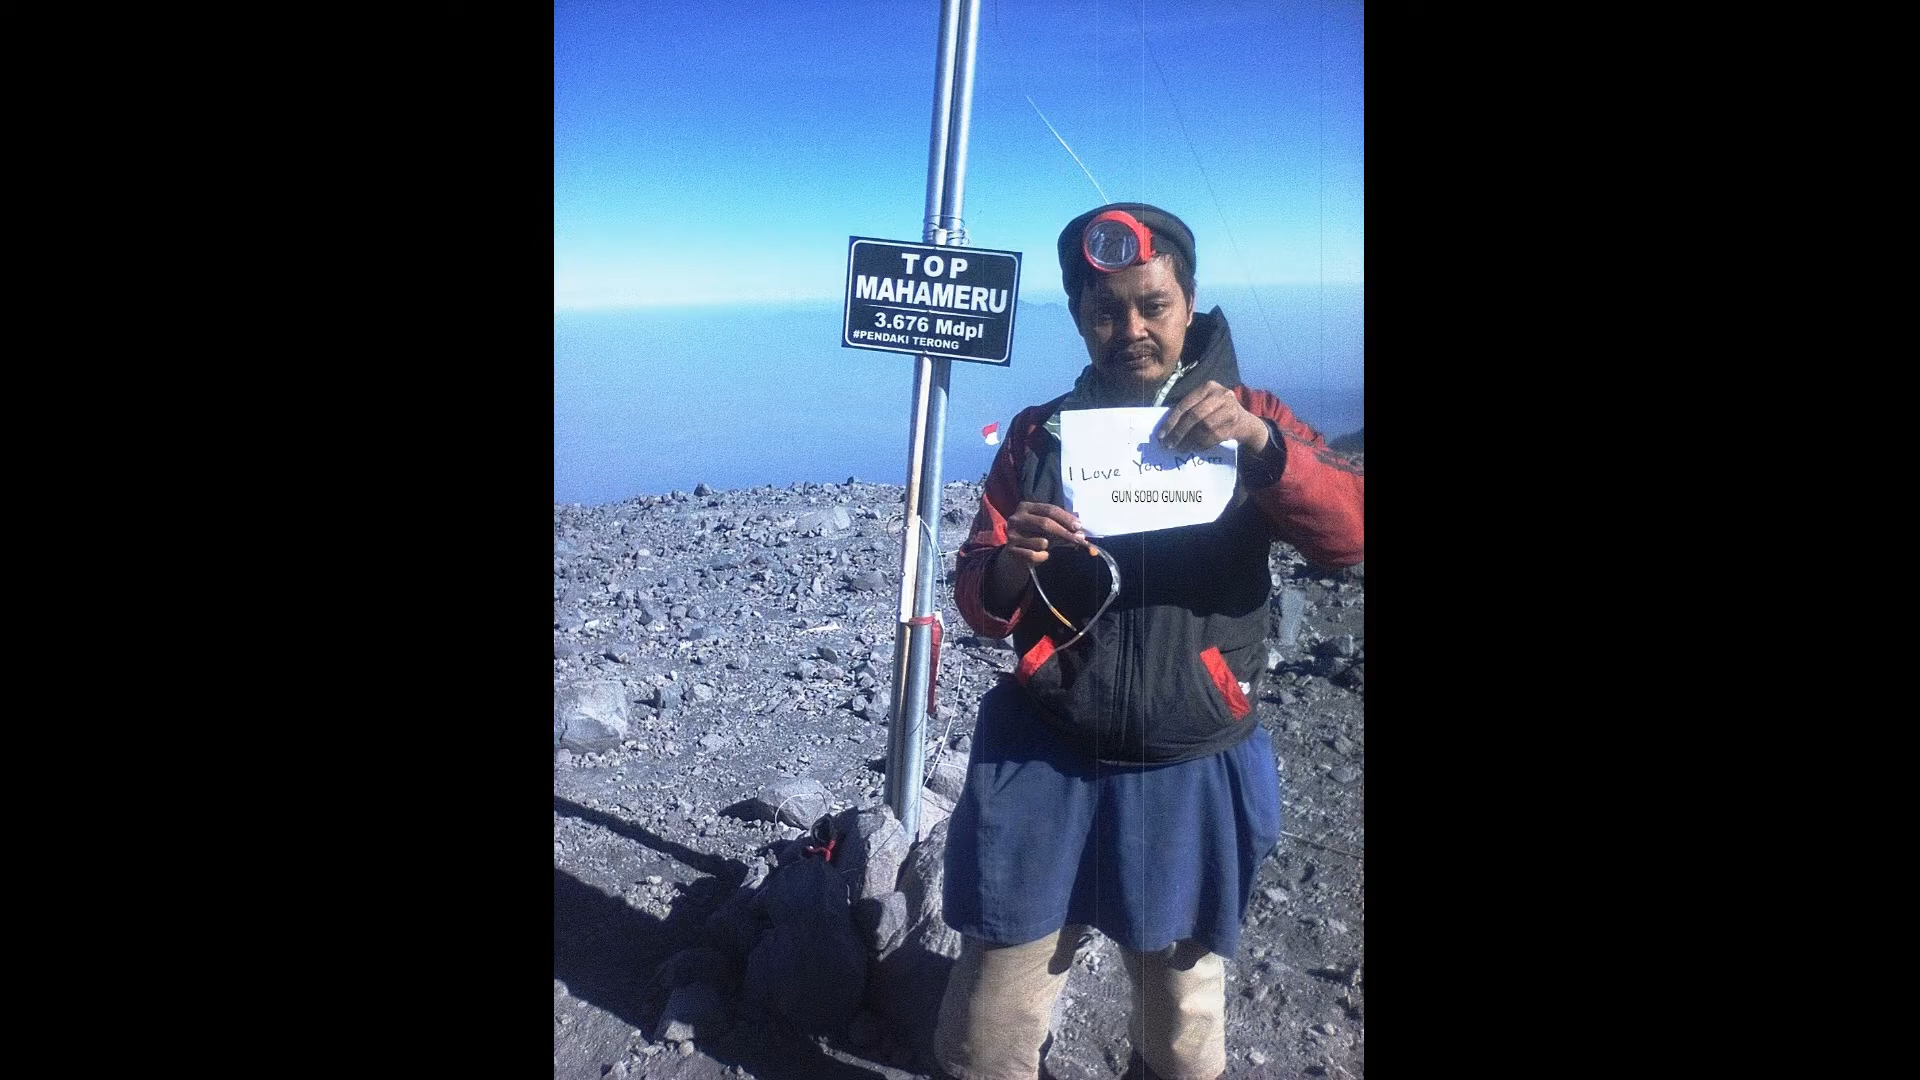 TOP
MAHAMERU
3.676 Mdpl
#PENDAKI TERONG
I Love You Mom
GUN SOBO GUNUNG